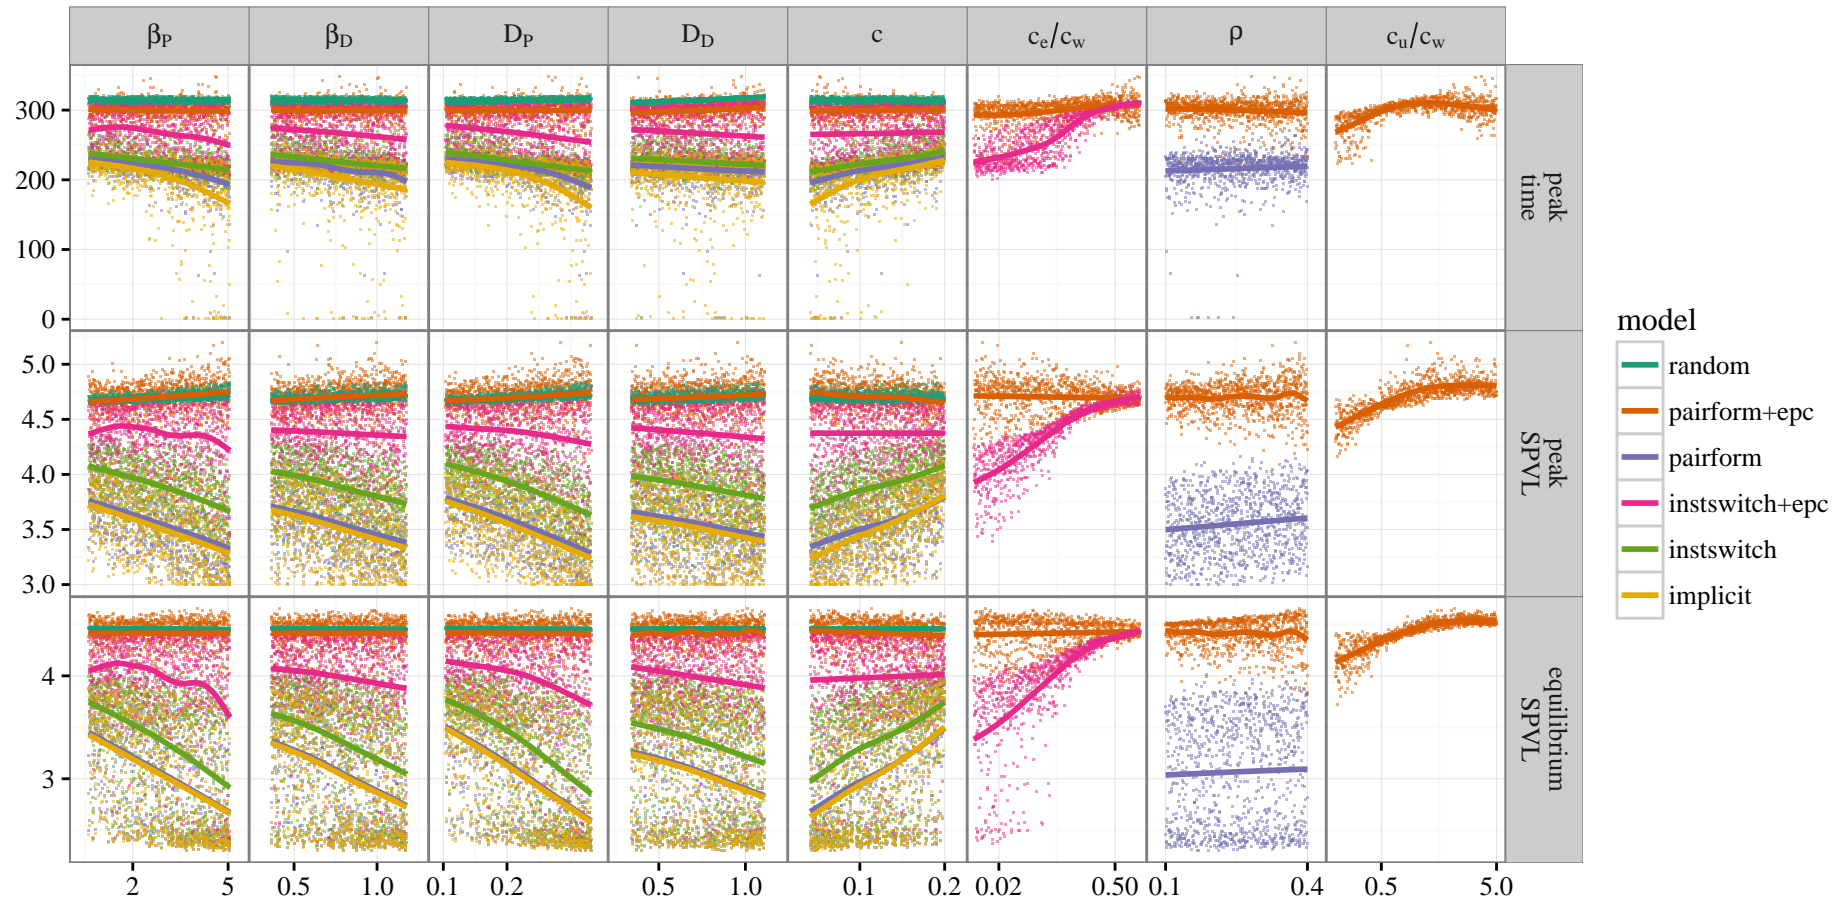 βP βD DP DD c ce/cw ρ cu/cw
300
200
100
0
peak
time
5.0
4.5
4.0
3.5
3.0
peak
SPVL
4
3
equilibrium
SPVL
2 5 0.5 1.0 0.1 0.2 0.5 1.0 0.1 0.2 0.02 0.50 0.1 0.4 0.5 5.0
model
random
pairform+epc
pairform
instswitch+epc
instswitch
implicit